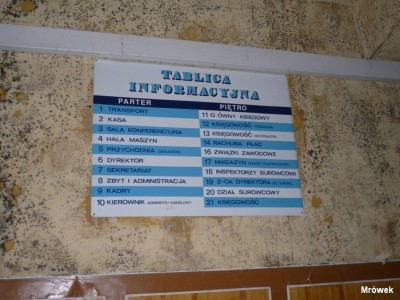 TABLICA
INFORMACYJNA
PARTER
1 TRANSPORT
2 KASA
3 SALA KONFERENCYJNA
4 HALA MASZYN
5 PRZYCHODNIA
6 DYREKTOR
7 SEKRETARIAT
8 ZBYT I ADMINISTRACJA
9 KADRY
10 KIEROWNIK
PIĘTRO
11 G ÓWNY KSIĘGOWY
12 KSIĘGOWOŚĆ
13 KSIĘGOWOŚĆ
14 RACHUBA PŁAC
16 ZWIĄZKI ZAWODOWE
17 MAGAZYN
18 INSPEKTORZY SUROWCOWI
19 Z-CA DYREKTORA
20 DZIAŁ SUROWCOWY
21 KSIĘGOWOŚĆ
Mrówek